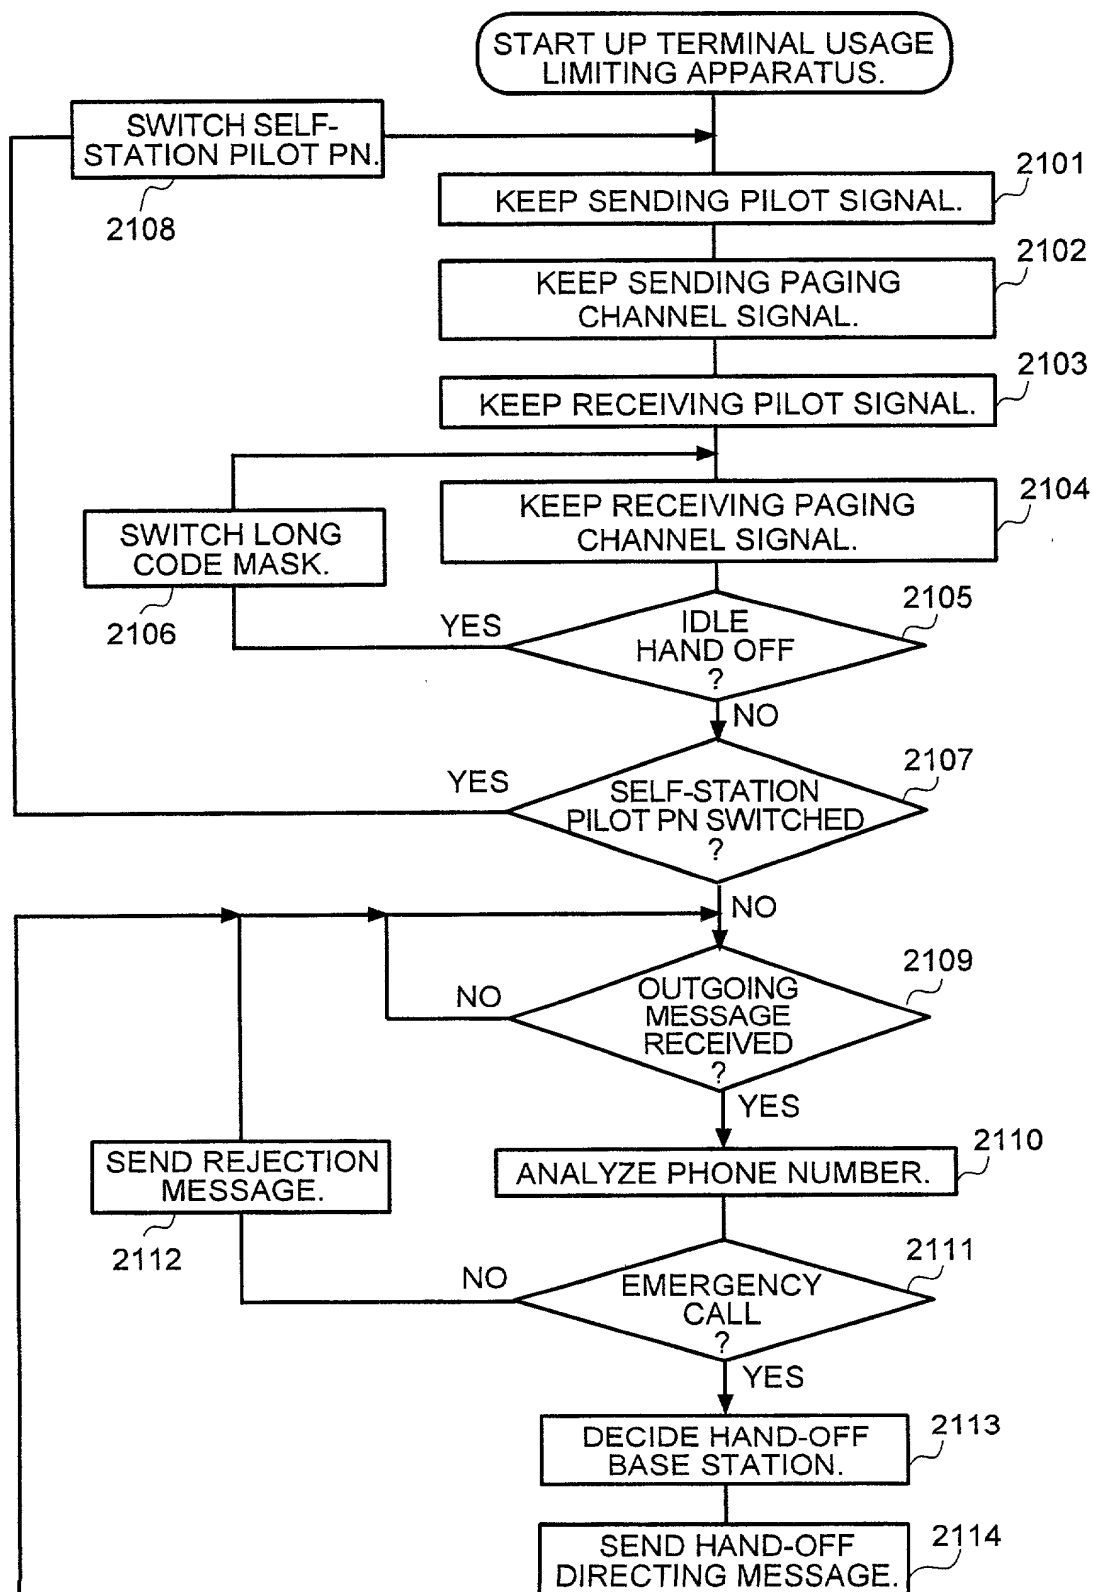 START UP TERMINAL USAGE
LIMITING APPARATUS.
SWITCH SELF-
STATION PILOT PN.
2108
2101
KEEP SENDING PILOT SIGNAL.
2102
KEEP SENDING PAGING
CHANNEL SIGNAL.
2103
KEEP RECEIVING PILOT SIGNAL.
2104
KEEP RECEIVING PAGING
CHANNEL SIGNAL.
SWITCH LONG
CODE MASK.
2106
2105
YES
IDLE
HAND OFF
?
NO
2107
YES
SELF-STATION
PILOT PN SWITCHED
?
NO
2109
NO
OUTGOING
MESSAGE
RECEIVED
?
YES
2110
ANALYZE PHONE NUMBER.
SEND REJECTION
MESSAGE.
2112
2111
NO
EMERGENCY
CALL
?
YES
2113
DECIDE HAND-OFF
BASE STATION.
2114
SEND HAND-OFF
DIRECTING MESSAGE.